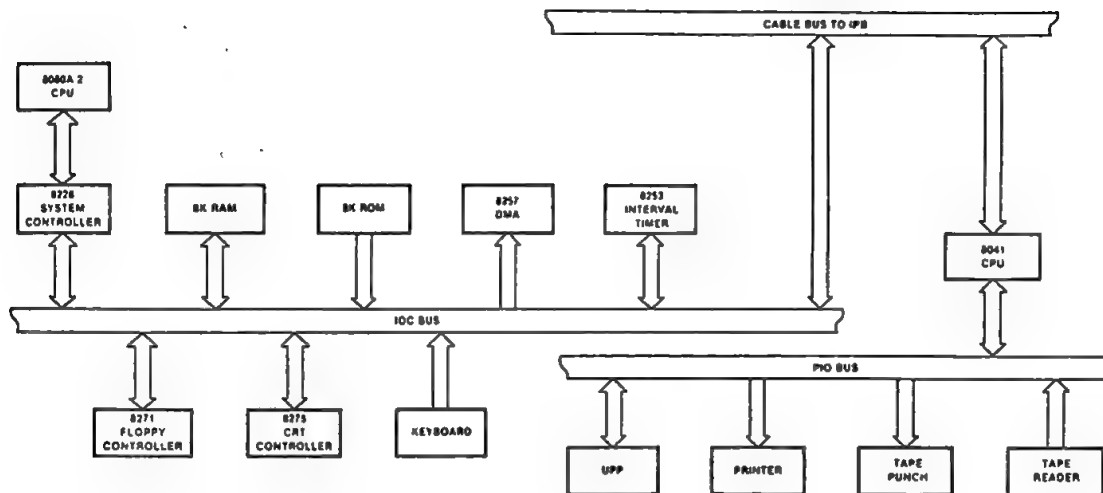 CABLE BUS TO IPB
8080A 2
CPU
8228
SYSTEM
CONTROLLER
8K RAM
8K ROM
8257
DMA
8253
INTERVAL
TIMER
8041
CPU
IOC BUS
PIO BUS
8271
FLOPPY
CONTROLLER
8275
CRT
CONTROLLER
KEYBOARD
UPP
PRINTER
TAPE
PUNCH
TAPE
READER